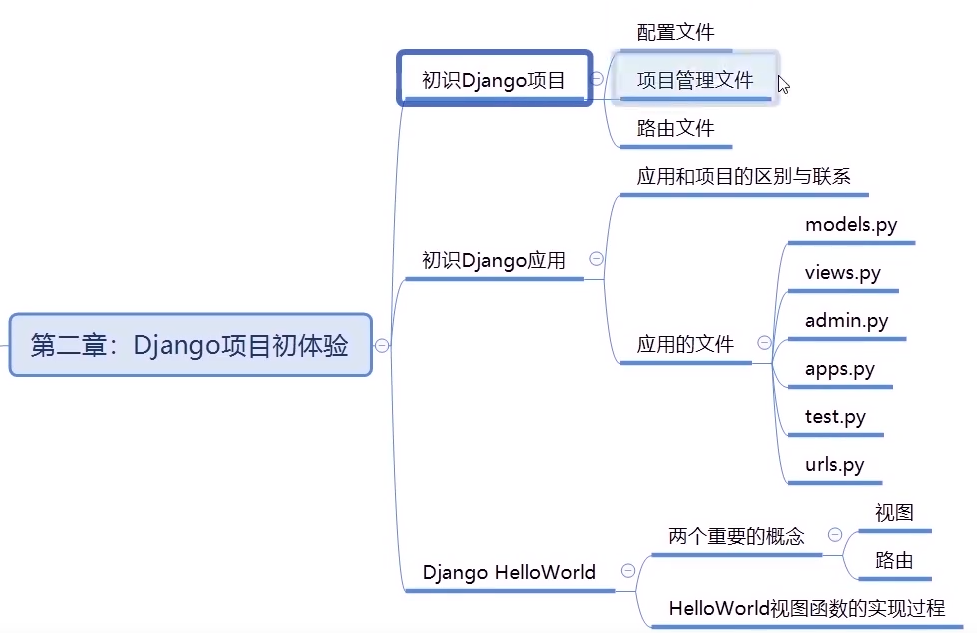 第二章：Django项目初体验
初识Django项目
配置文件
项目管理文件
路由文件
初识Django应用
应用和项目的区别与联系
应用的文件
models.py
views.py
admin.py
apps.py
test.py
urls.py
Django HelloWorld
两个重要的概念
视图
路由
HelloWorld视图函数的实现过程